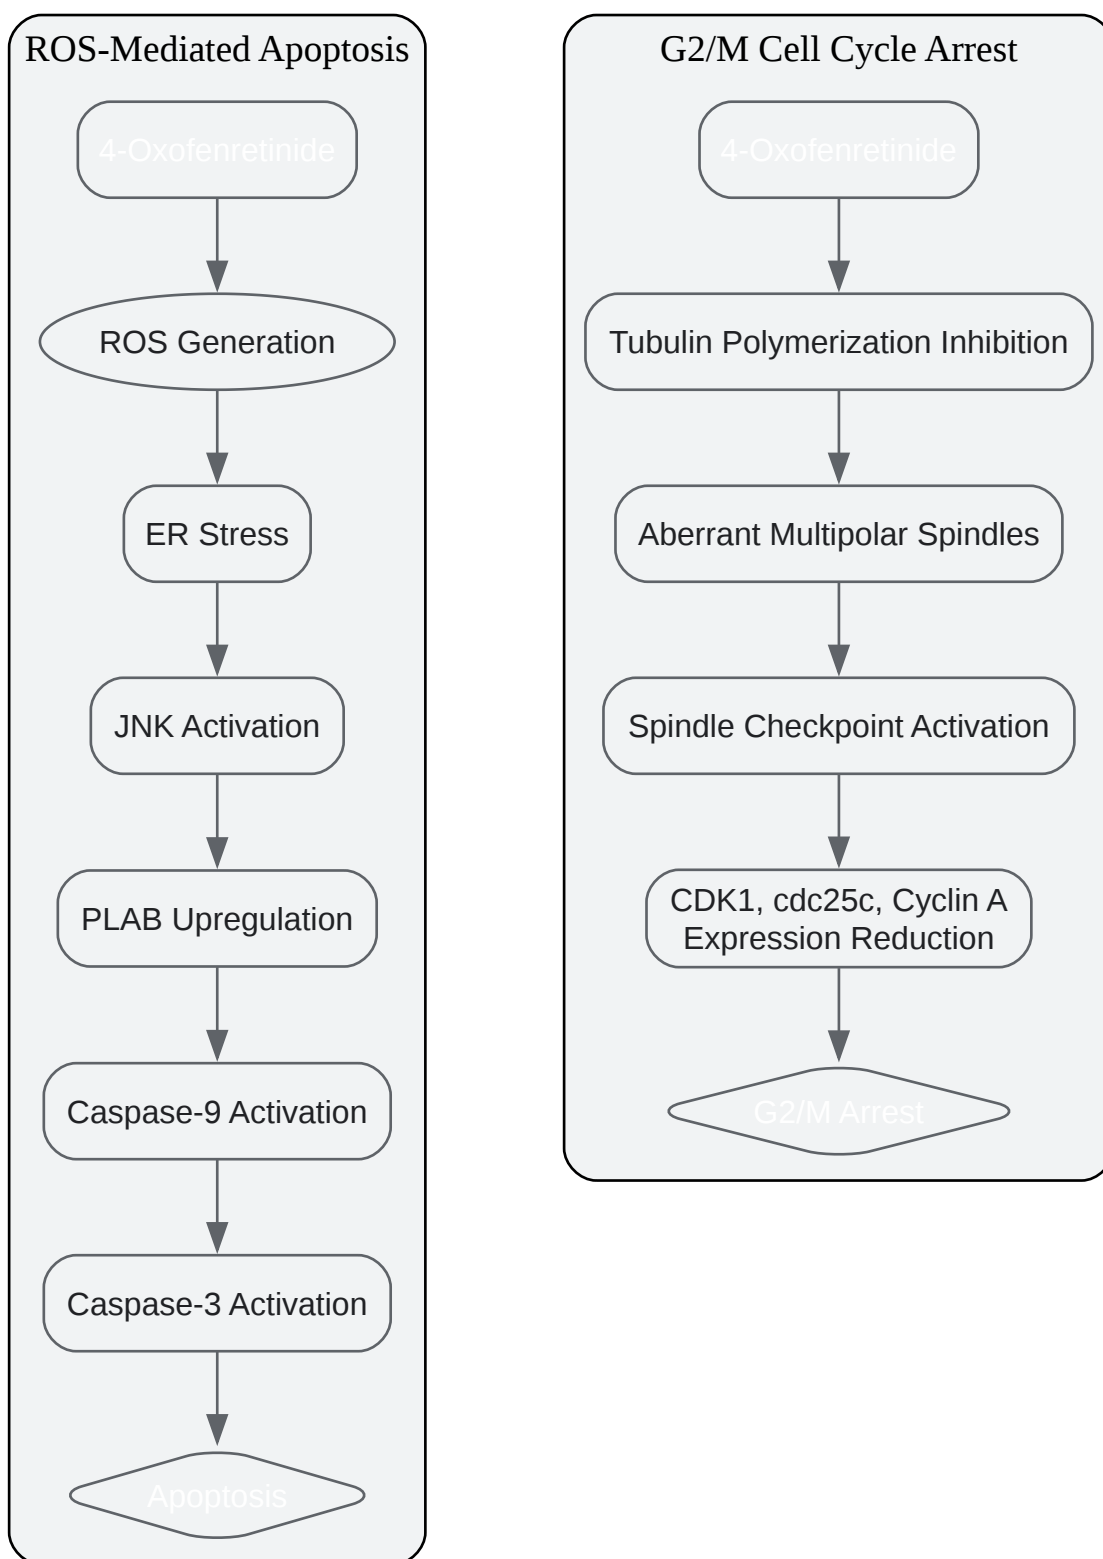 ROS-Mediated Apoptosis
4-Oxofenretinide
ROS Generation
ER Stress
JNK Activation
PLAB Upregulation
Caspase-9 Activation
Caspase-3 Activation
Apoptosis
G2/M Cell Cycle Arrest
4-Oxofenretinide
Tubulin Polymerization Inhibition
Aberrant Multipolar Spindles
Spindle Checkpoint Activation
CDK1, cdc25c, Cyclin A
Expression Reduction
G2/M Arrest